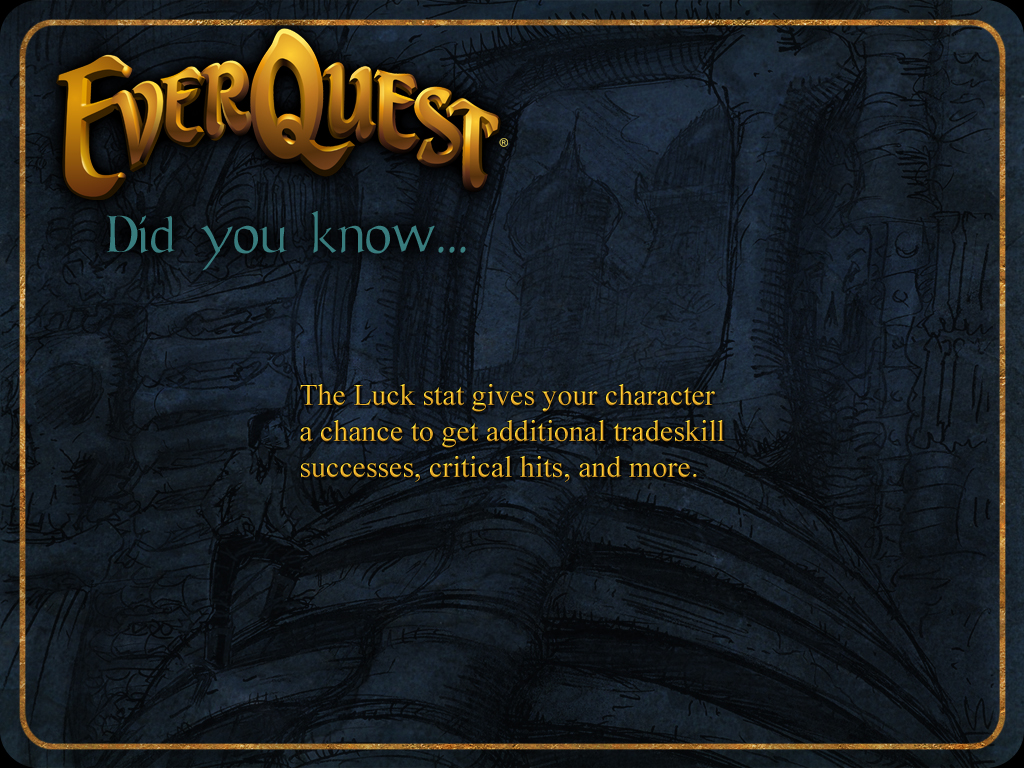 EVERQUEST®
Did you know...
The Luck stat gives your character
a chance to get additional tradeskill
successes, critical hits, and more.